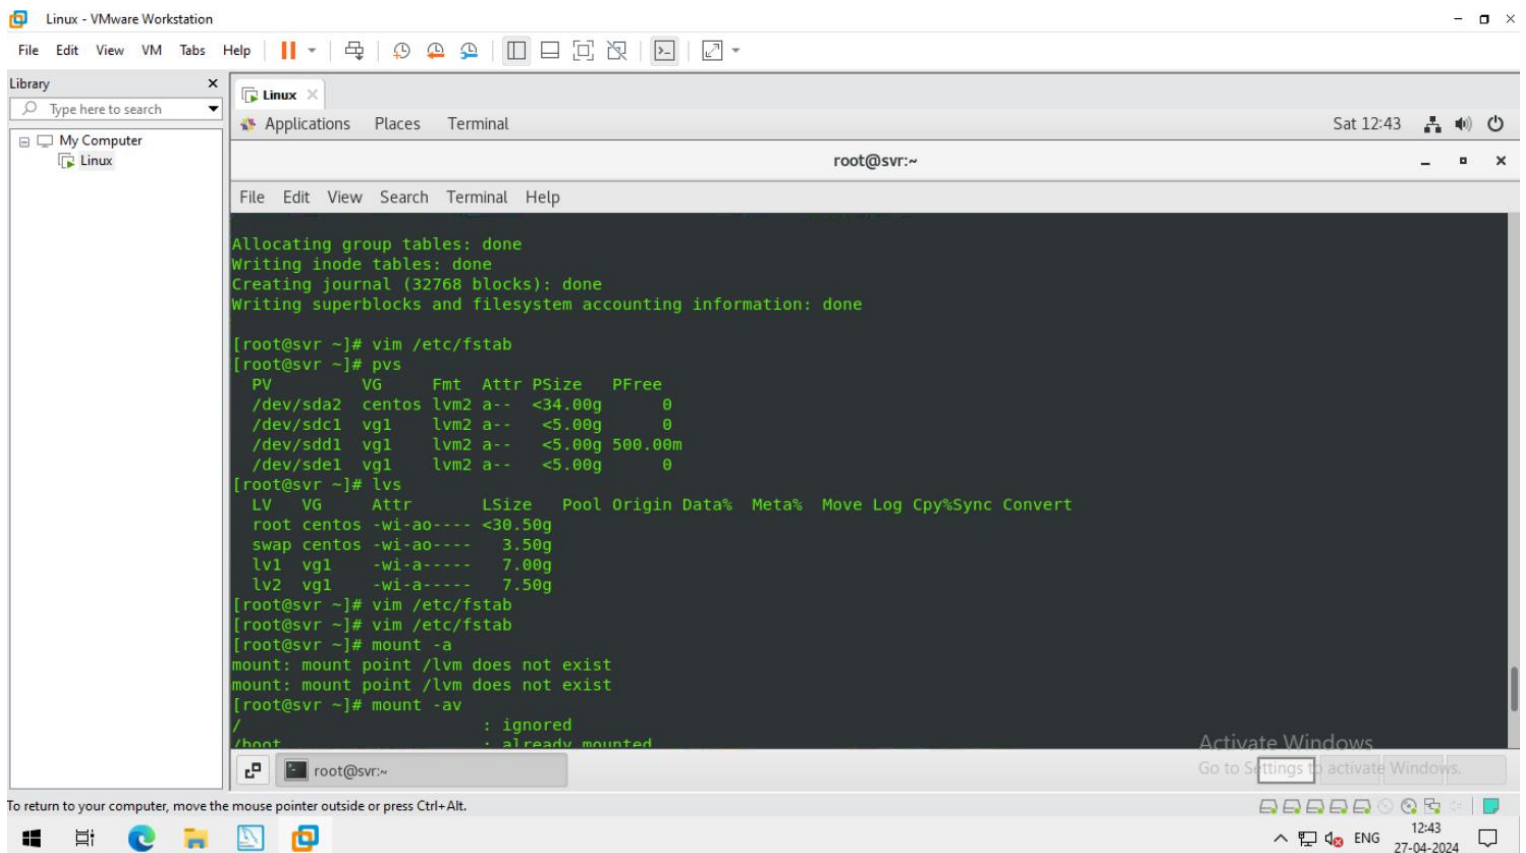 Linux - VMware Workstation
File Edit View VM Tabs Help
Library
Type here to search
My Computer
Linux
Linux
Applications Places Terminal Sat 12:43
root@svr:~
File Edit View Search Terminal Help
Allocating group tables: done
Writing inode tables: done
Creating journal (32768 blocks): done
Writing superblocks and filesystem accounting information: done
[root@svr ~]# vim /etc/fstab
[root@svr ~]# pvs
PV VG Fmt Attr PSize PFree
/dev/sda2 centos lvm2 a-- <34.00g 0
/dev/sdc1 vg1 lvm2 a-- <5.00g 0
/dev/sdd1 vg1 lvm2 a-- <5.00g 500.00m
/dev/sde1 vg1 lvm2 a-- <5.00g 0
[root@svr ~]# lvs
LV VG Attr LSize Pool Origin Data% Meta% Move Log Cpy%Sync Convert
root centos -wi-ao---- <30.50g
swap centos -wi-ao---- 3.50g
lv1 vg1 -wi-a----- 7.00g
lv2 vg1 -wi-a----- 7.50g
[root@svr ~]# vim /etc/fstab
[root@svr ~]# vim /etc/fstab
[root@svr ~]# mount -a
mount: mount point /lvm does not exist
mount: mount point /lvm does not exist
[root@svr ~]# mount -av
/ : ignored
/boot : already mounted
Activate Windows
Go to Settings to activate Windows.
root@svr:~
To return to your computer, move the mouse pointer outside or press Ctrl+Alt.
ENG
12:43
27-04-2024